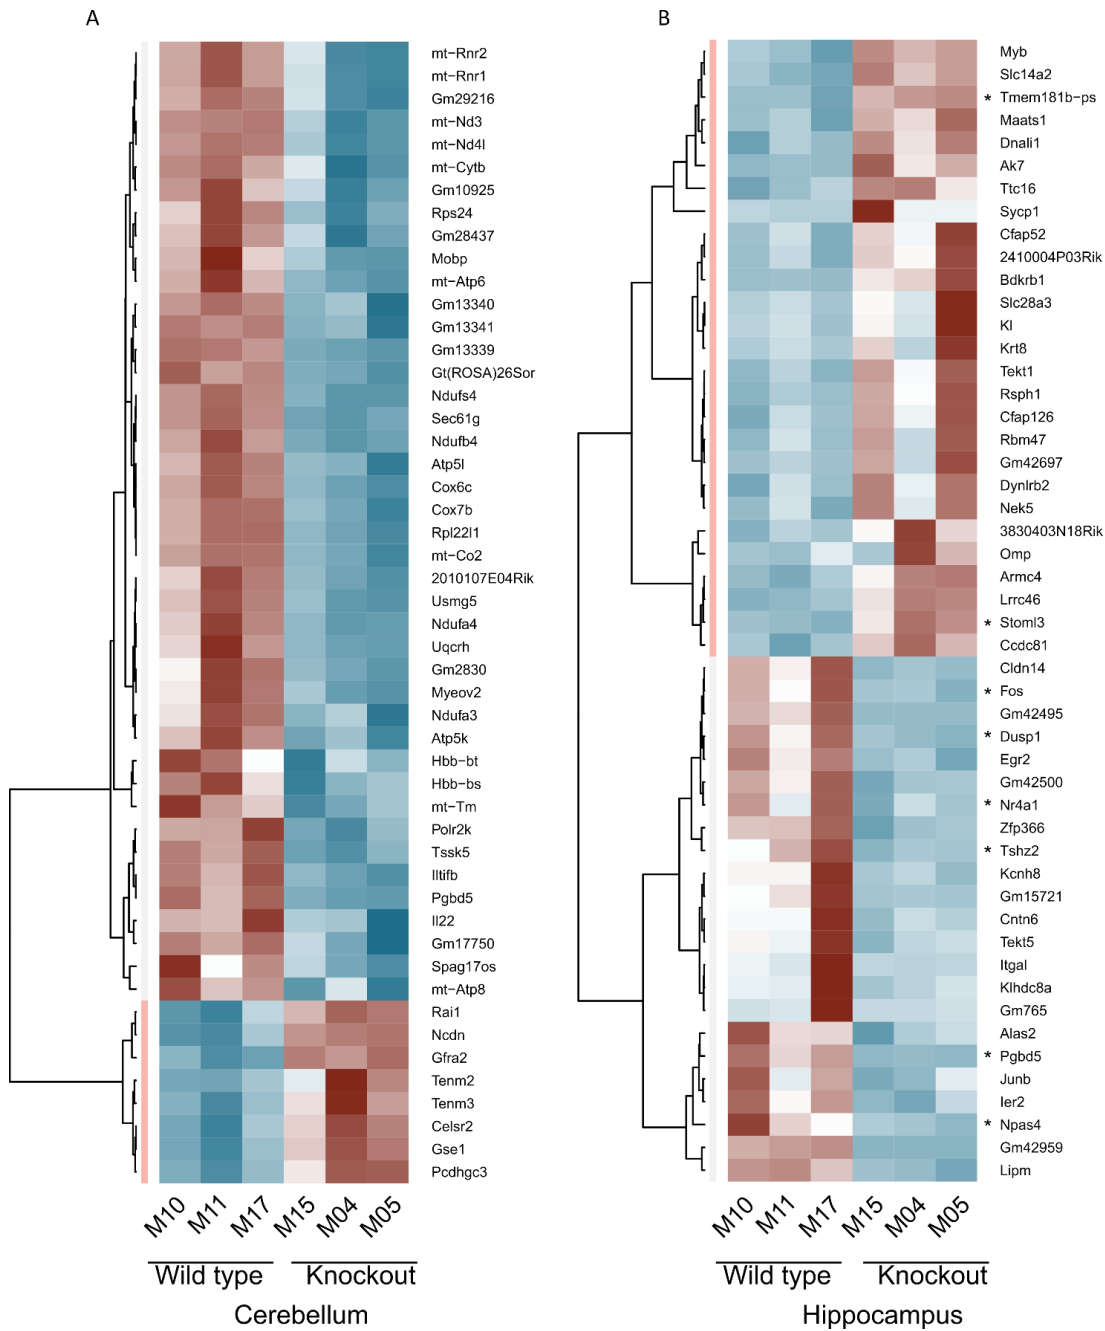 A
mt−Rnr2
mt−Rnr1
Gm29216
mt−Nd3
mt−Nd4l
mt−Cytb
Gm10925
Rps24
Gm28437
Mobp
mt−Atp6
Gm13340
Gm13341
Gm13339
Gt(ROSA)26Sor
Ndufs4
Sec61g
Ndufb4
Atp5l
Cox6c
Cox7b
Rpl22l1
mt−Co2
2010107E04Rik
Usmg5
Ndufa4
Uqcrh
Gm2830
Myeov2
Ndufa3
Atp5k
Hbb−bt
Hbb−bs
mt−Tm
Polr2k
Tssk5
Iltifb
Pgbd5
Il22
Gm17750
Spag17os
mt−Atp8
Rai1
Ncdn
Gfra2
Tenm2
Tenm3
Celsr2
Gse1
Pcdhgc3
M10 M11 M17 M15 M04 M05
Wild type Knockout
Cerebellum
B
Myb
Slc14a2
* Tmem181b−ps
Maats1
Dnali1
Ak7
Ttc16
Sycp1
Cfap52
2410004P03Rik
Bdkrb1
Slc28a3
Kl
Krt8
Tekt1
Rsph1
Cfap126
Rbm47
Gm42697
Dynlrb2
Nek5
3830403N18Rik
Omp
Armc4
Lrrc46
* Stoml3
Ccdc81
Cldn14
* Fos
Gm42495
* Dusp1
Egr2
Gm42500
* Nr4a1
Zfp366
* Tshz2
Kcnh8
Gm15721
Cntn6
Tekt5
Itgal
Klhdc8a
Gm765
Alas2
* Pgbd5
Junb
Ier2
* Npas4
Gm42959
Lipm
M10 M11 M17 M15 M04 M05
Wild type Knockout
Hippocampus